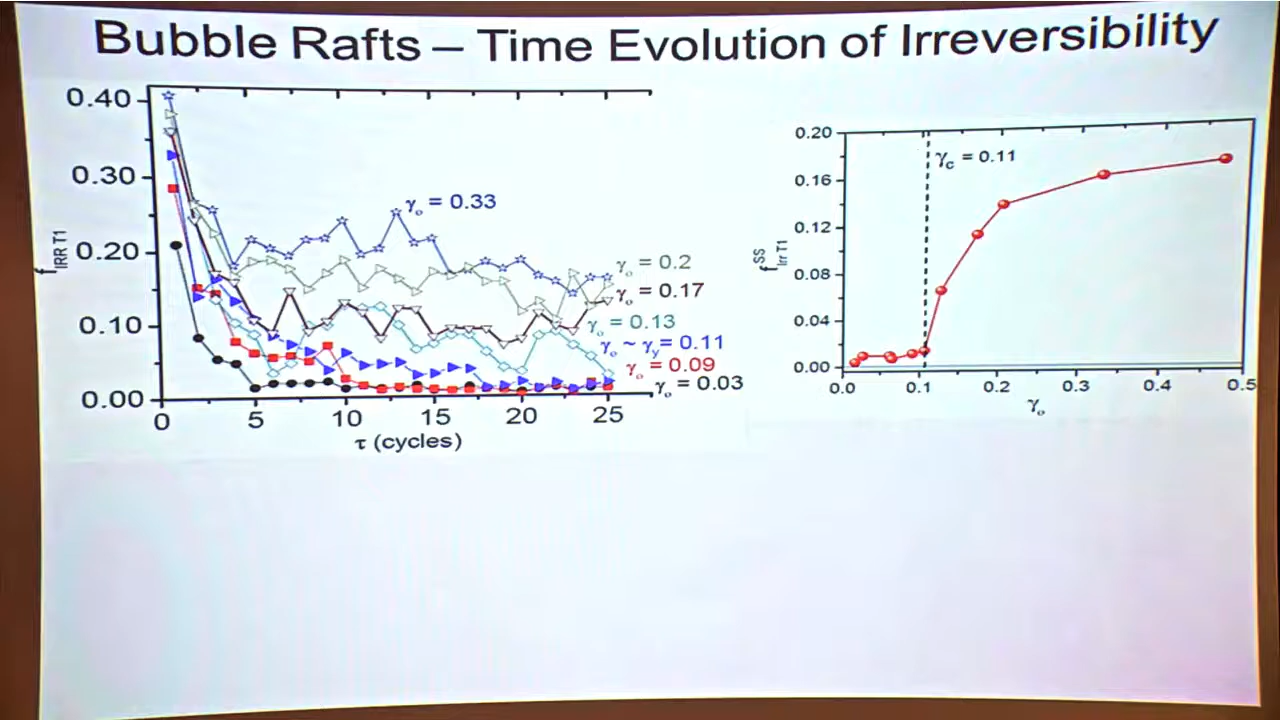 Bubble Rafts – Time Evolution of Irreversibility
0.40
0.30
0.20
0.10
0.00
f IRR T1
0
5
10
15
20
25
τ (cycles)
γo = 0.33
γo = 0.2
γo = 0.17
γo = 0.13
γo ~ γy = 0.11
γo = 0.09
γo = 0.03
0.20
0.16
0.12
0.08
0.04
0.00
f SS Irr T1
γc = 0.11
0.0
0.1
0.2
0.3
0.4
0.5
γo